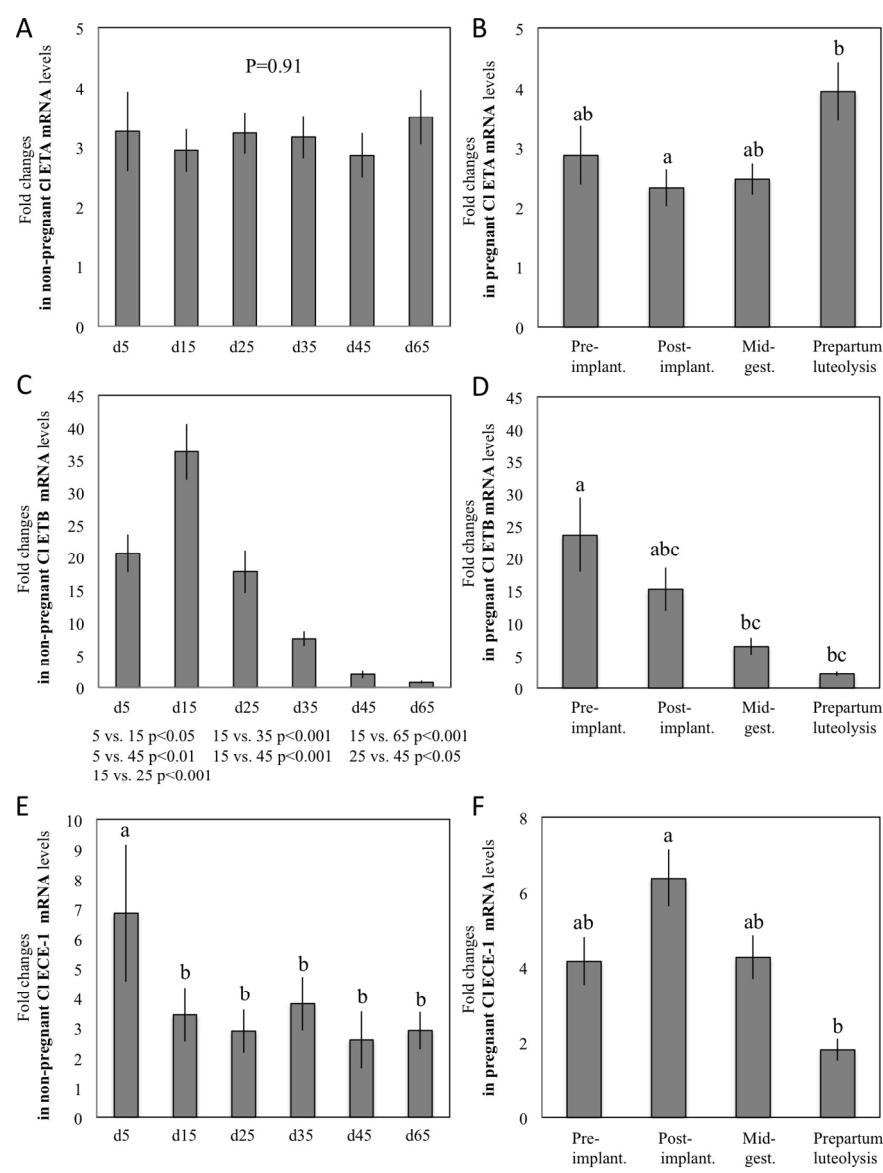 A
Fold changes
in non-pregnant Cl ETA mRNA levels
5
4
3
2
1
0
P=0.91
d5 d15 d25 d35 d45 d65
B
Fold changes
in pregnant Cl ETA mRNA levels
5
4
3
2
1
0
ab a ab b
Pre- Post- Mid- Prepartum
implant. implant. gest. luteolysis
C
Fold changes
in non-pregnant Cl ETB mRNA levels
45
40
35
30
25
20
15
10
5
0
d5 d15 d25 d35 d45 d65
5 vs. 15 p<0.05 15 vs. 35 p<0.001 15 vs. 65 p<0.001
5 vs. 45 p<0.01 15 vs. 45 p<0.001 25 vs. 45 p<0.05
15 vs. 25 p<0.001
D
Fold changes
in pregnant Cl ETB mRNA levels
45
40
35
30
25
20
15
10
5
0
a abc bc bc
Pre- Post- Mid- Prepartum
implant. implant. gest. luteolysis
E
Fold changes
in non-pregnant Cl ECE-1 mRNA levels
10
9
8
7
6
5
4
3
2
1
0
a b b b b b
d5 d15 d25 d35 d45 d65
F
Fold changes
in pregnant Cl ECE-1 mRNA levels
8
6
4
2
0
ab a ab b
Pre- Post- Mid- Prepartum
implant. implant. gest. luteolysis